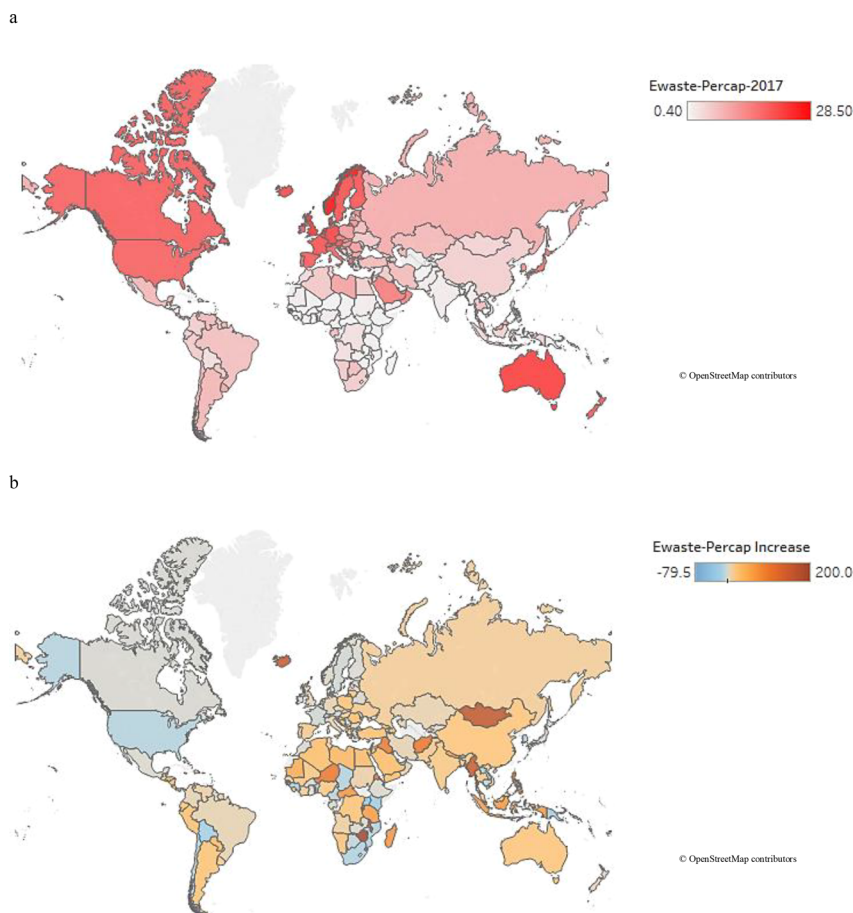 a
Ewaste-Percap-2017
0.40 28.50
© OpenStreetMap contributors
b
Ewaste-Percap Increase
-79.5 200.0
© OpenStreetMap contributors